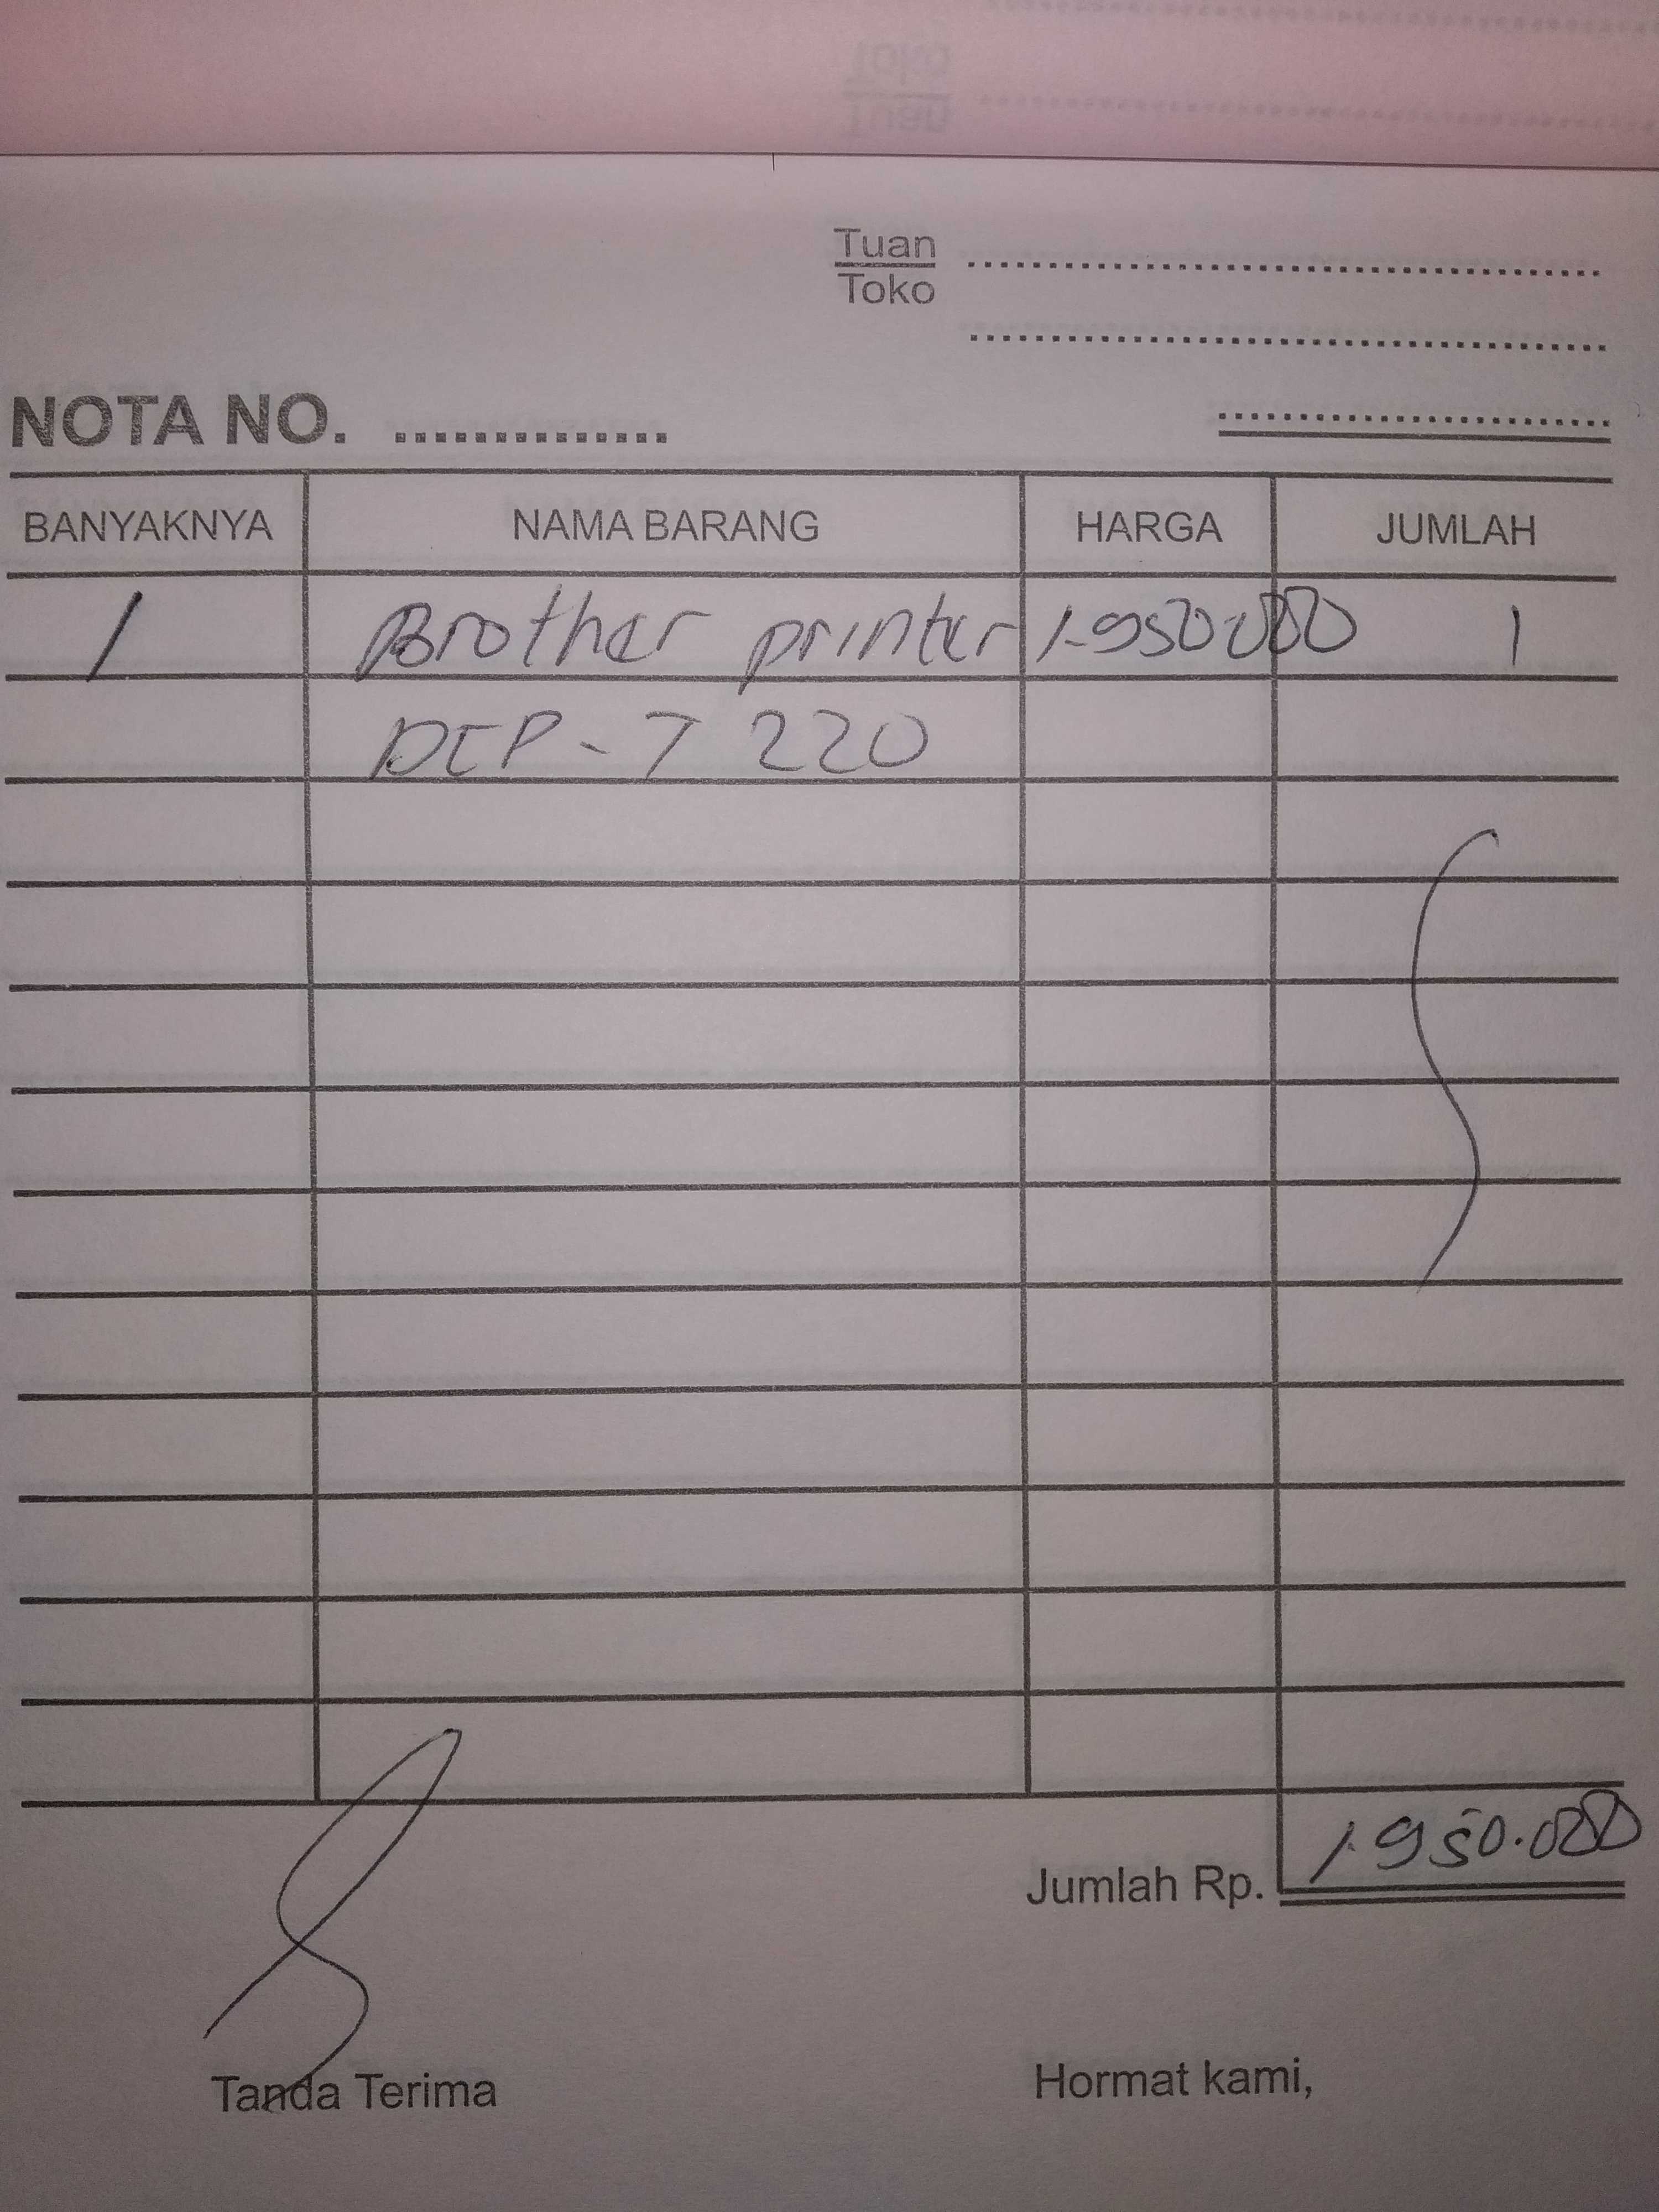 Tuan
Toko
NOTA NO. ..............
BANYAKNYA NAMA BARANG HARGA JUMLAH
1 Brother printer 1.950.000 1
DCP - T 220
Jumlah Rp. 1.950.000
Tanda Terima Hormat kami,